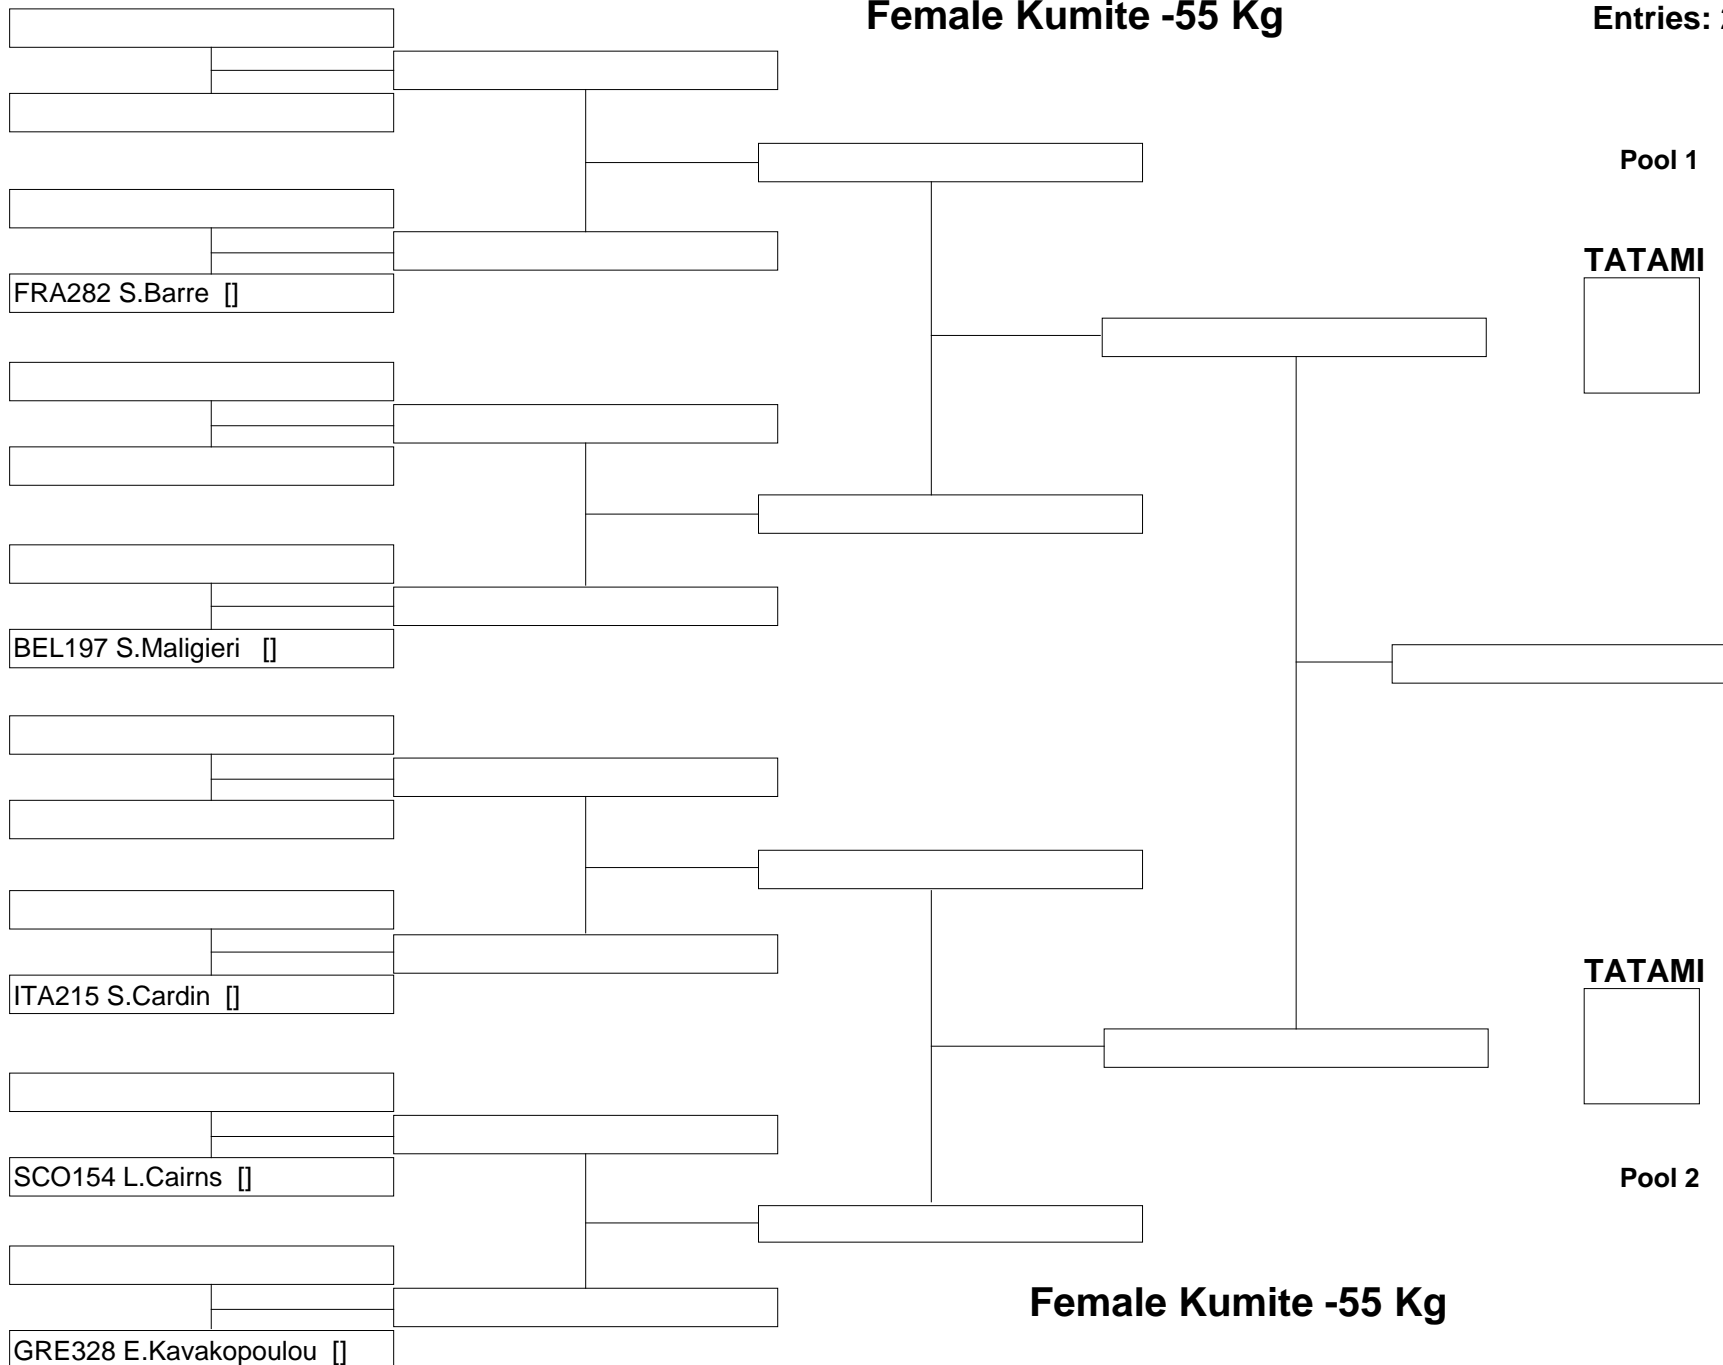 Female Kumite -55 Kg
Entries:
Pool 1
TATAMI
FRA282 S.Barre []
BEL197 S.Maligieri []
TATAMI
ITA215 S.Cardin []
SCO154 L.Cairns []
Pool 2
Female Kumite -55 Kg
GRE328 E.Kavakopoulou []